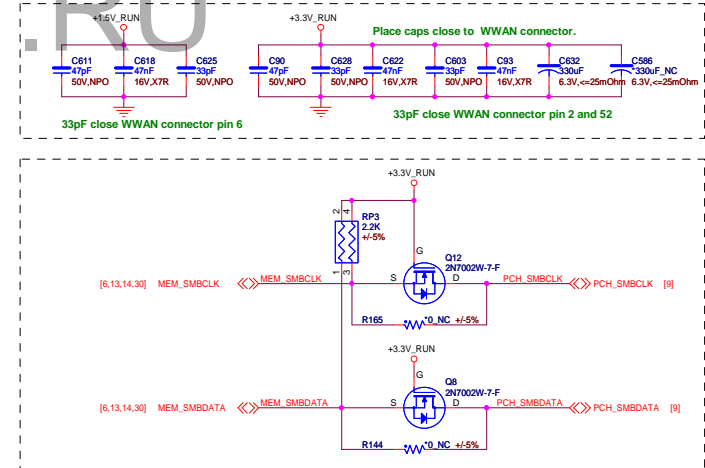 .RU
+1.5V_RUN
+3.3V_RUN
Place caps close to WWAN connector.
C611
47pF
50V,NPO
C618
47nF
16V,X7R
C625
33pF
50V,NPO
C90
47pF
50V,NPO
C628
33pF
50V,NPO
C622
47nF
16V,X7R
C603
33pF
50V,NPO
C93
47nF
16V,X7R
C632
330uF
6.3V,<=25mOhm
C586
*330uF_NC
6.3V,<=25mOhm
33pF close WWAN connector pin 6
33pF close WWAN connector pin 2 and 52
+3.3V_RUN
2
4
RP3
2.2K
+/-5%
1
3
G
Q12
2N7002W-7-F
S
D
[6,13,14,30] MEM_SMBCLK
MEM_SMBCLK
PCH_SMBCLK
PCH_SMBCLK [9]
R165
*0_NC +/-5%
+3.3V_RUN
G
Q8
2N7002W-7-F
S
D
[6,13,14,30] MEM_SMBDATA
MEM_SMBDATA
PCH_SMBDATA
PCH_SMBDATA [9]
R144
*0_NC +/-5%